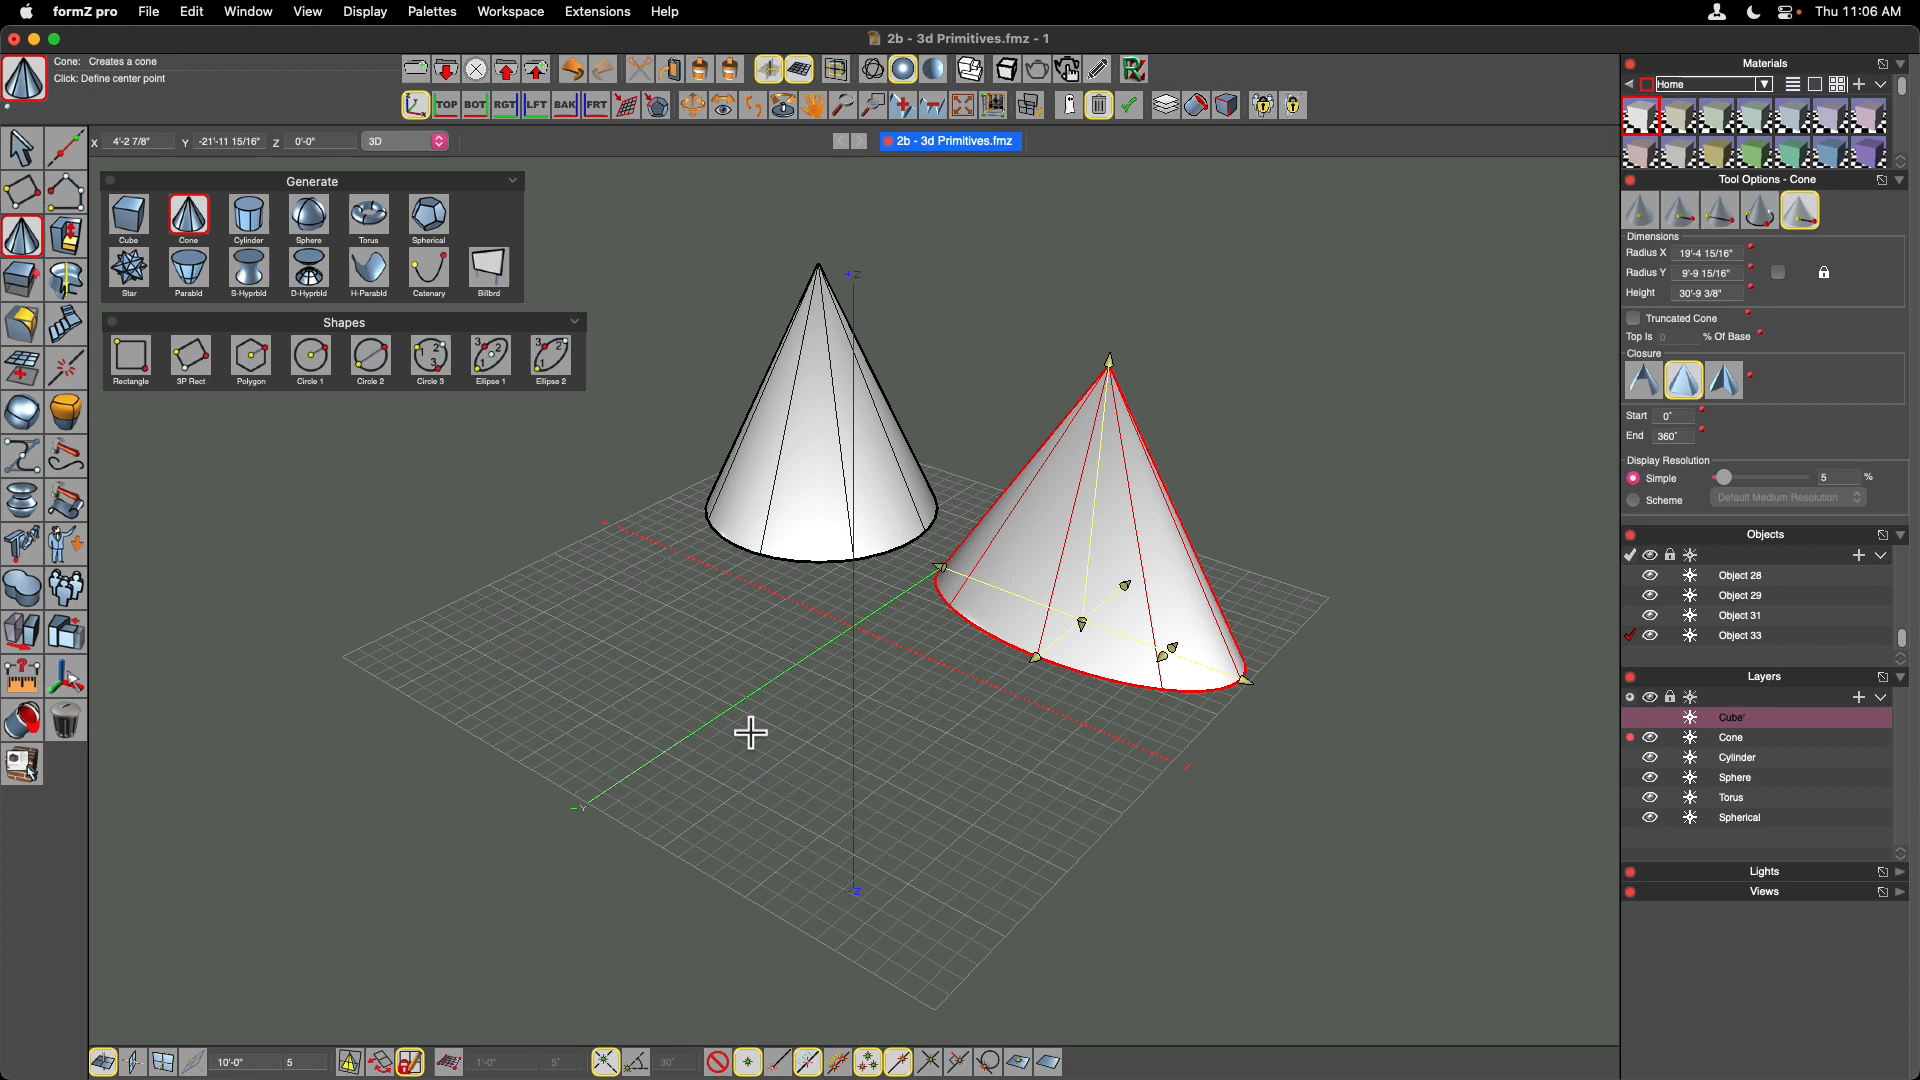 formZ pro File Edit Window View Display Palettes Workspace Extensions Help Thu 11:06 AM
2b - 3d Primitives.fmz - 1
Cone: Creates a cone
Click: Define center point
TOP BOT RGT LFT BAK FRT
X 4'-2 7/8" Y -21'-11 15/16" Z 0'-0" 3D
2b - 3d Primitives.fmz
Generate
Cube Cone Cylinder Sphere Torus Spherical
Star Parabld S-Hyprbld D-Hyprbld H-Parabld Catenary Billbrd
Shapes
Rectangle 3P Rect Polygon Circle 1 Circle 2 Circle 3 Ellipse 1 Ellipse 2
+Z
-Y
-Z
10'-0" 5 1'-0" 5° 30°
Materials
Home
Tool Options - Cone
Dimensions
Radius X 19'-4 15/16"
Radius Y 9'-9 15/16"
Height 30'-9 3/8"
Truncated Cone
Top Is 0 % Of Base
Closure
Start 0°
End 360°
Display Resolution
Simple 5 %
Scheme Default Medium Resolution
Objects
Object 28
Object 29
Object 31
Object 33
Layers
Cube'
Cone
Cylinder
Sphere
Torus
Spherical
Lights
Views